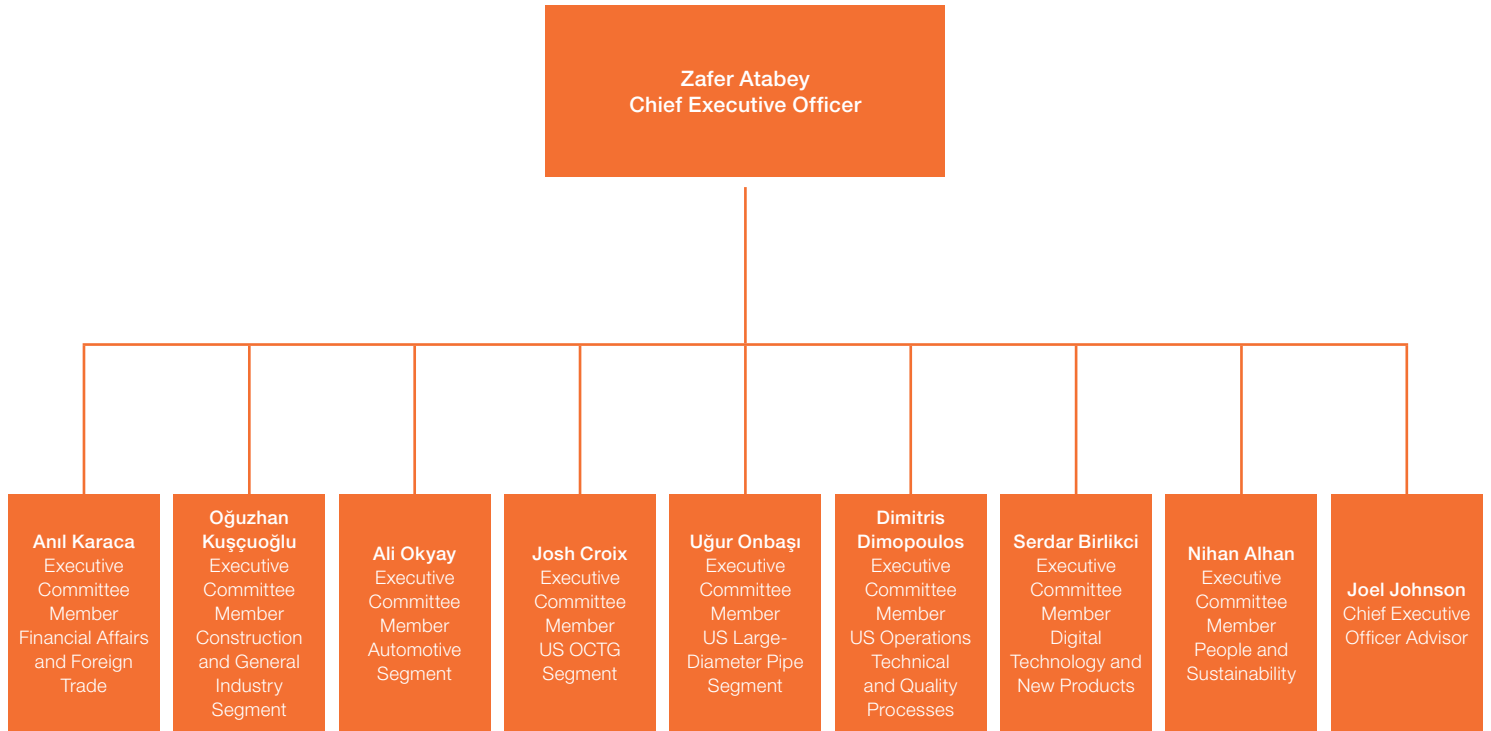 Zafer Atabey
Chief Executive Officer
Anıl Karaca
Executive
Committee
Member
Financial Affairs
and Foreign
Trade
Oğuzhan
Kuşçuoğlu
Executive
Committee
Member
Construction
and General
Industry
Segment
Ali Okyay
Executive
Committee
Member
Automotive
Segment
Josh Croix
Executive
Committee
Member
US OCTG
Segment
Uğur Onbaşı
Executive
Committee
Member
US Large-
Diameter Pipe
Segment
Dimitris
Dimopoulos
Executive
Committee
Member
US Operations
Technical
and Quality
Processes
Serdar Birlikci
Executive
Committee
Member
Digital
Technology and
New Products
Nihan Alhan
Executive
Committee
Member
People and
Sustainability
Joel Johnson
Chief Executive
Officer Advisor